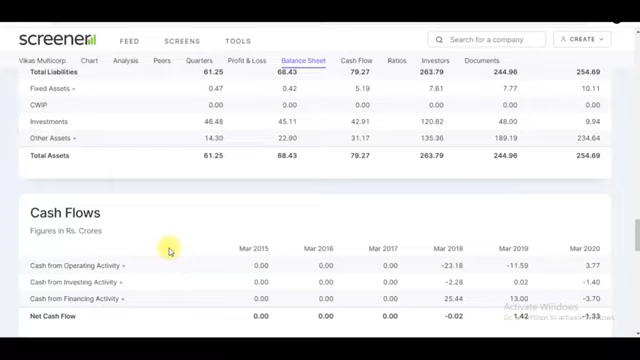 screener FEED SCREENS TOOLS Search for a company CREATE
Vikas Multicorp Chart Analysis Peers Quarters Profit & Loss Balance Sheet Cash Flow Ratios Investors Documents
Total Liabilities 61.25 68.43 79.27 263.79 244.96 254.69
Fixed Assets + 0.47 0.42 5.19 7.61 7.77 10.11
CWIP 0.00 0.00 0.00 0.00 0.00 0.00
Investments 46.48 45.11 42.91 120.82 48.00 9.94
Other Assets + 14.30 22.90 31.17 135.36 189.19 234.64
Total Assets 61.25 68.43 79.27 263.79 244.96 254.69
Cash Flows
Figures in Rs. Crores
Mar 2015 Mar 2016 Mar 2017 Mar 2018 Mar 2019 Mar 2020
Cash from Operating Activity + 0.00 0.00 0.00 -23.18 -11.59 3.77
Cash from Investing Activity + 0.00 0.00 0.00 -2.28 0.02 -1.40
Cash from Financing Activity + 0.00 0.00 0.00 25.44 13.00 -3.70
Activate Windows
Net Cash Flow 0.00 0.00 0.00 -0.02 1.42 -1.33
Go to Settings to activate Windows.